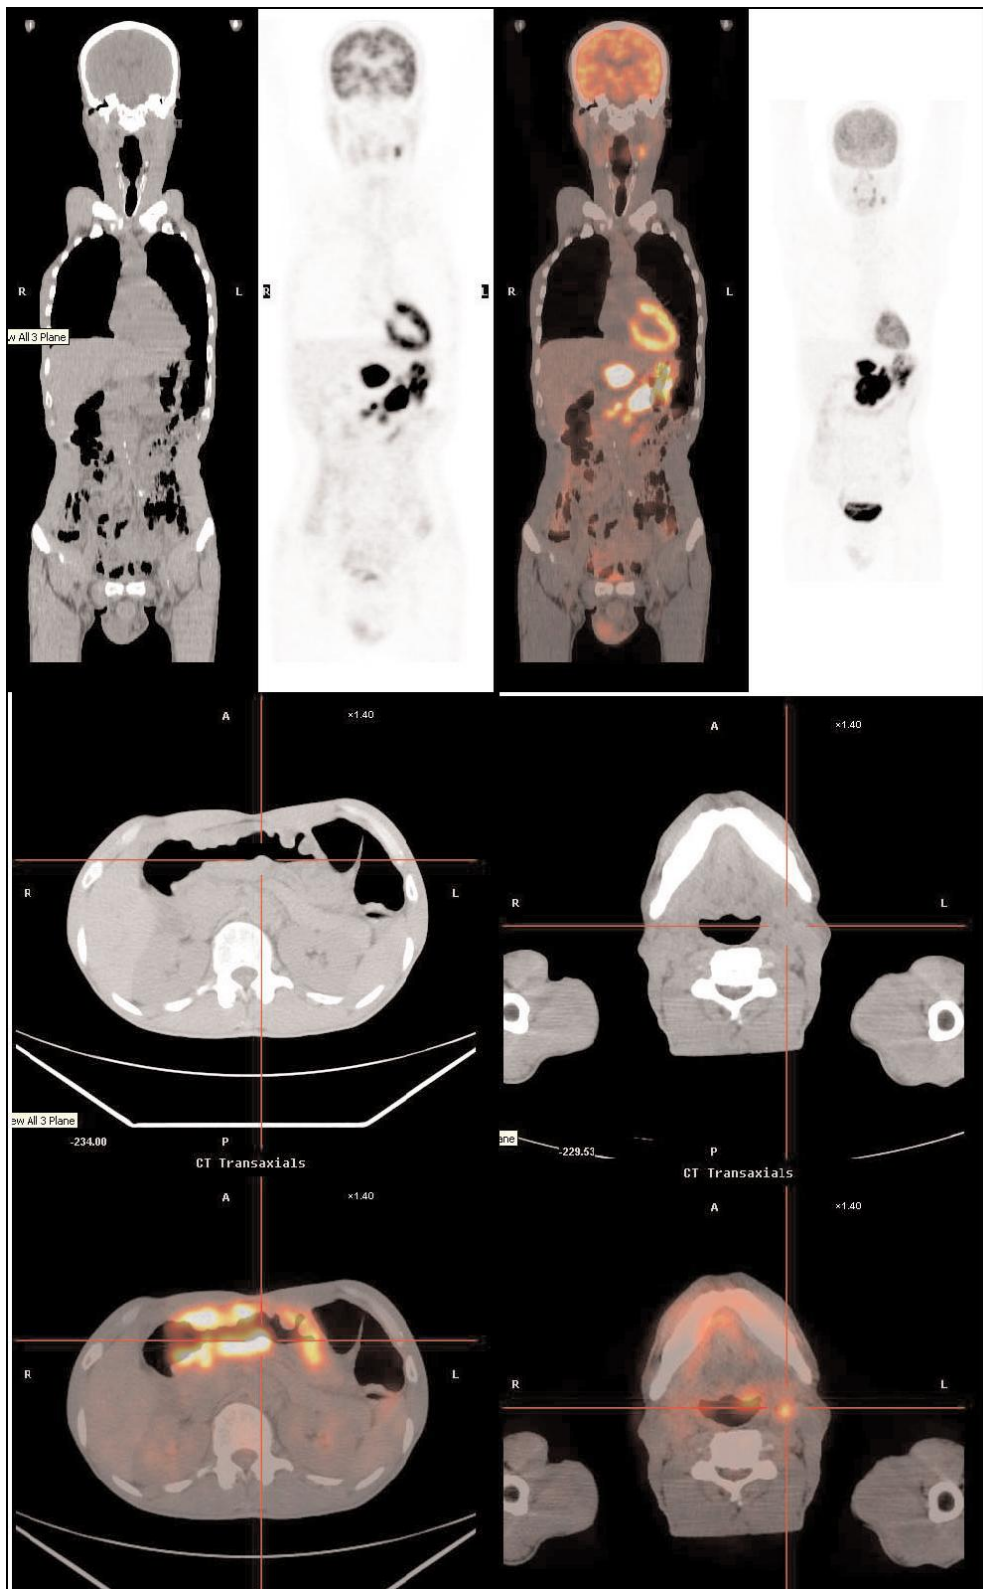 R
L
R
L
R
L
w All 3 Plane
A
×1.40
A
×1.40
R
L
R
L
ew All 3 Plane
-234.00
P
CT Transaxials
ane
-229.53
P
CT Transaxials
A
×1.40
A
×1.40
R
L
R
L